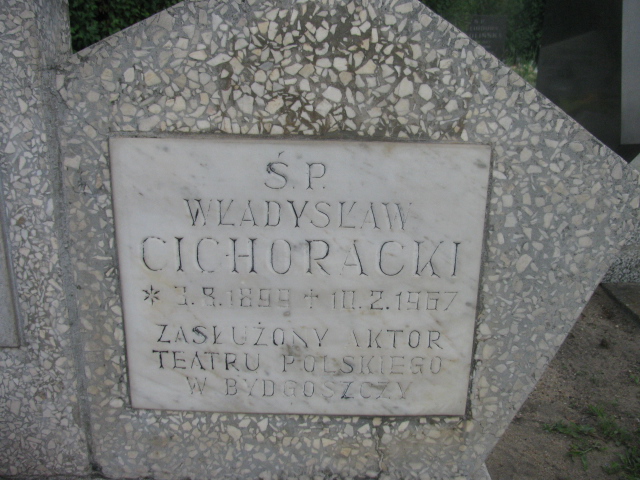 Ś.P.
WŁADYSŁAW
CICHORACKI
* 3.8.1899 + 10.2.1967
ZASŁUŻONY AKTOR
TEATRU POLSKIEGO
W BYDGOSZCZY